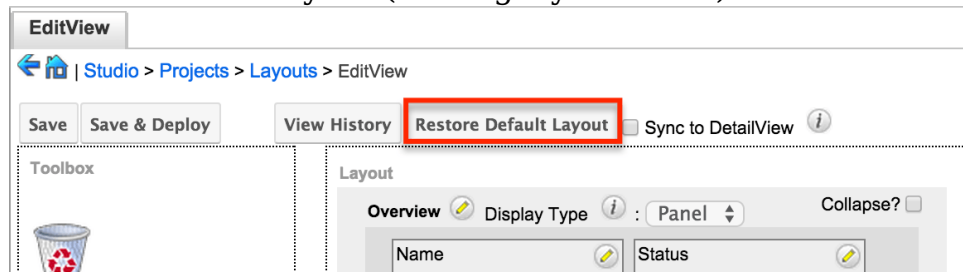 EditView
| Studio > Projects > Layouts > EditView
Save Save & Deploy View History Restore Default Layout Sync to DetailView i
Toolbox
Layout
Overview Display Type i : Panel Collapse?
Name Status